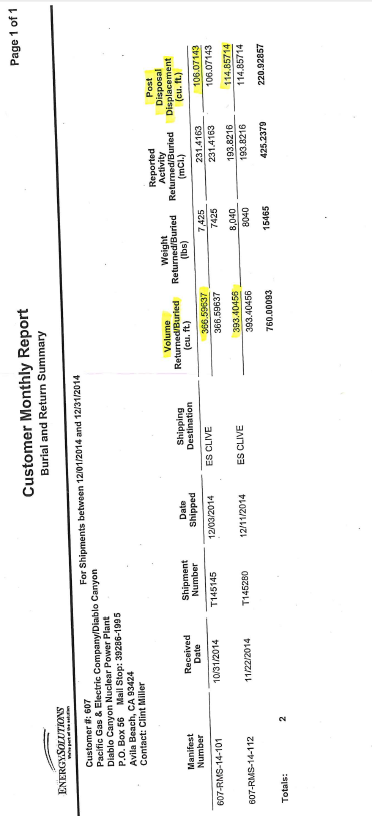 Page 1 of 1
Customer Monthly Report
Burial and Return Summary
ENERGYSOLUTIONS
For Shipments between 12/01/2014 and 12/31/2014
Customer #: 607
Pacific Gas & Electric Company/Diablo Canyon
Diablo Canyon Nuclear Power Plant
P.O. Box 56 Mail Stop: 39286-1995
Avila Beach, CA 93424
Contact: Clint Miller
Manifest Number Received Date Shipment Number Date Shipped Shipping Destination Volume Returned/Buried (cu. ft.) Weight Returned/Buried (lbs) Reported Activity Returned/Buried (mCi.) Post Disposal Displacement (cu. ft.)
366.59637 7,425 231.4163 106.07143
607-RMS-14-101 10/31/2014 T145145 12/03/2014 ES CLIVE 366.59637 7425 231.4163 106.07143
393.40456 8,040 193.8216 114.85714
607-RMS-14-112 11/22/2014 T145280 12/11/2014 ES CLIVE 393.40456 8040 193.8216 114.85714
Totals: 2 760.00093 15465 425.2379 220.92857